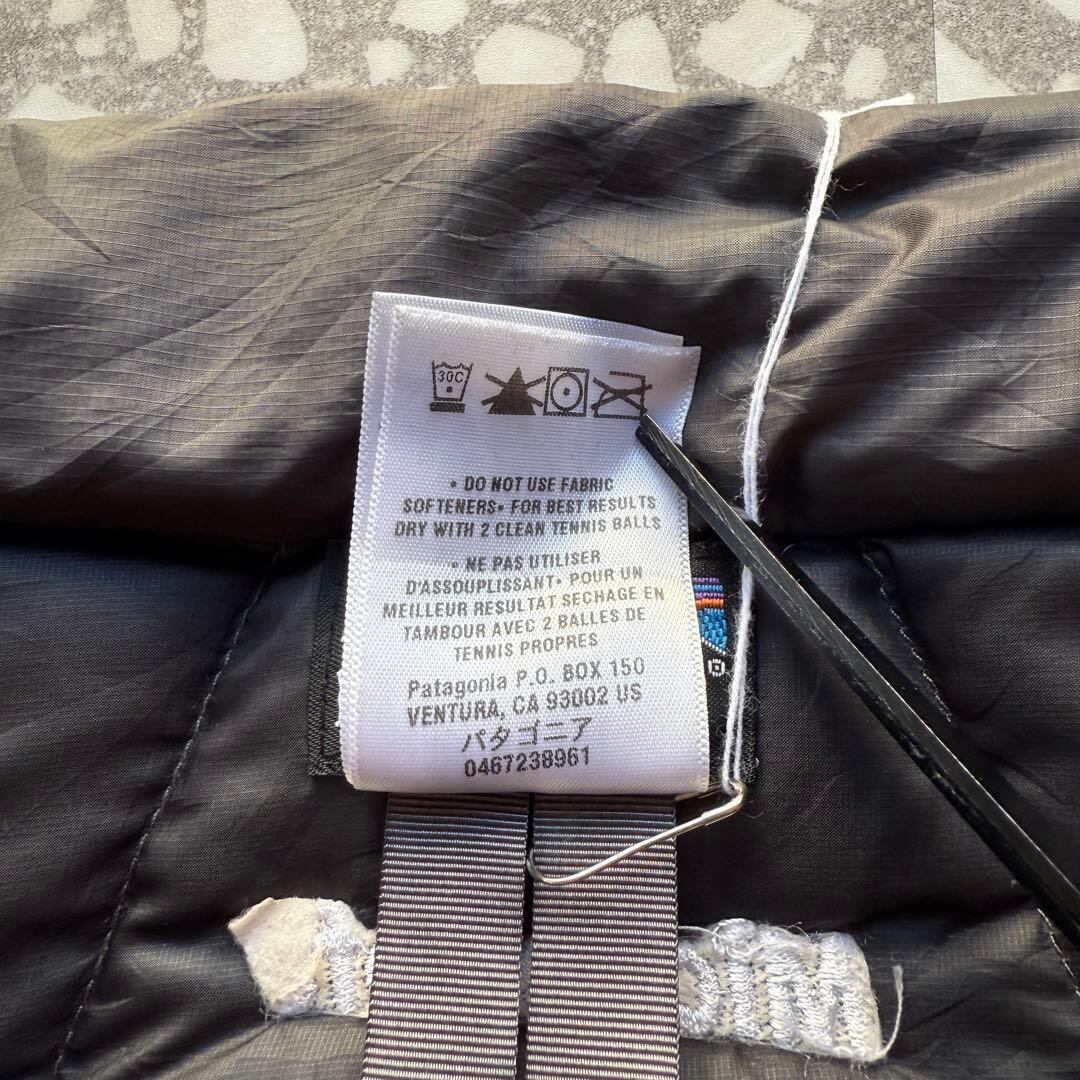 30C
• DO NOT USE FABRIC
SOFTENERS• FOR BEST RESULTS
DRY WITH 2 CLEAN TENNIS BALLS
• NE PAS UTILISER
D'ASSOUPLISSANT• POUR UN
MEILLEUR RESULTAT SECHAGE EN
TAMBOUR AVEC 2 BALLES DE
TENNIS PROPRES
Patagonia P.O. BOX 150
VENTURA, CA 93002 US
パタゴニア
0467238961